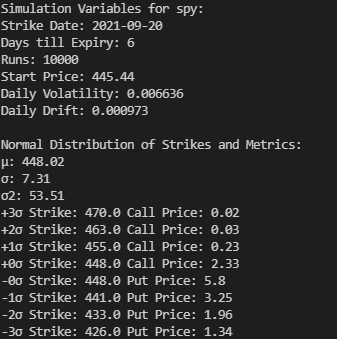 Simulation Variables for spy:
Strike Date: 2021-09-20
Days till Expiry: 6
Runs: 10000
Start Price: 445.44
Daily Volatility: 0.006636
Daily Drift: 0.000973
Normal Distribution of Strikes and Metrics:
μ: 448.02
σ: 7.31
σ2: 53.51
+3σ Strike: 470.0 Call Price: 0.02
+2σ Strike: 463.0 Call Price: 0.03
+1σ Strike: 455.0 Call Price: 0.23
+0σ Strike: 448.0 Call Price: 2.33
-0σ Strike: 448.0 Put Price: 5.8
-1σ Strike: 441.0 Put Price: 3.25
-2σ Strike: 433.0 Put Price: 1.96
-3σ Strike: 426.0 Put Price: 1.34